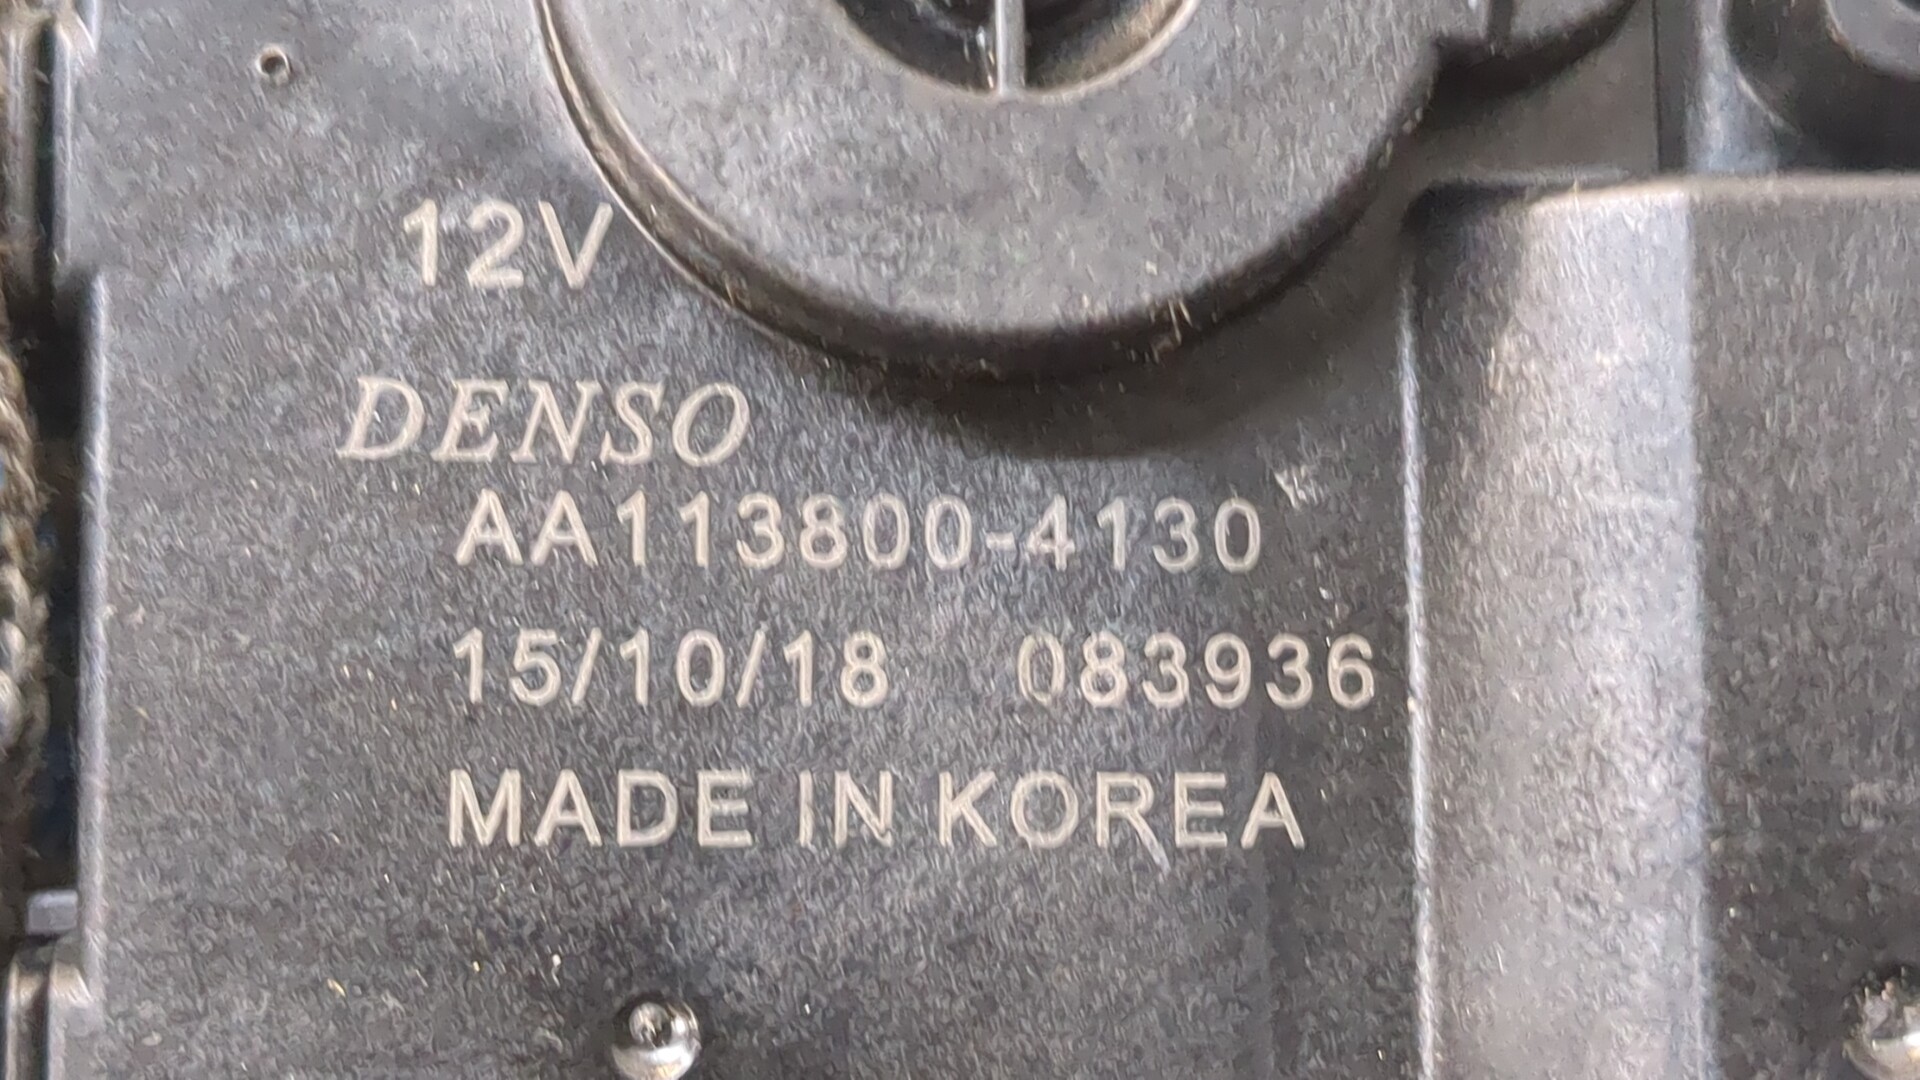 12V
DENSO
AA113800-4130
15/10/18 083936
MADE IN KOREA